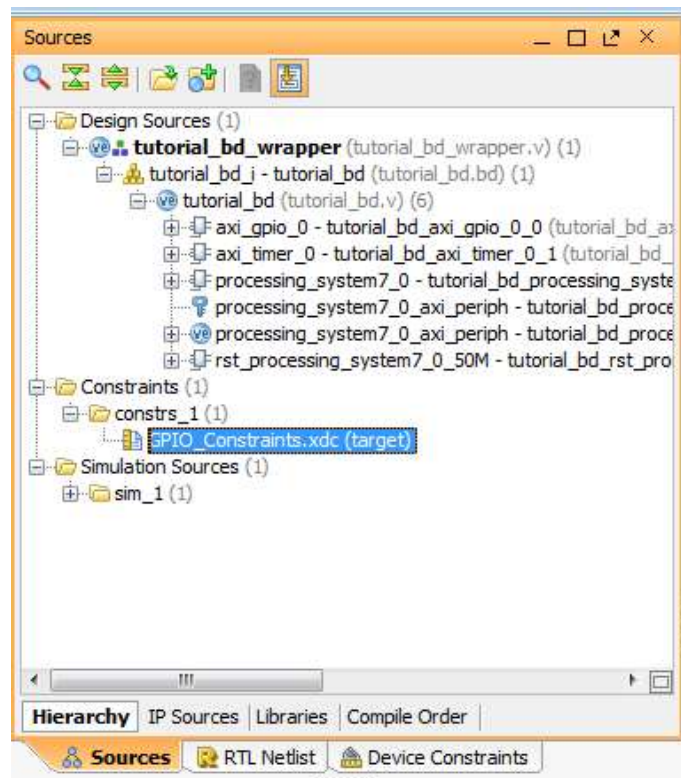 Sources
Design Sources (1)
tutorial_bd_wrapper (tutorial_bd_wrapper.v) (1)
tutorial_bd_i - tutorial_bd (tutorial_bd.bd) (1)
tutorial_bd (tutorial_bd.v) (6)
axi_gpio_0 - tutorial_bd_axi_gpio_0_0 (tutorial_bd_ax
axi_timer_0 - tutorial_bd_axi_timer_0_1 (tutorial_bd_
processing_system7_0 - tutorial_bd_processing_syste
processing_system7_0_axi_periph - tutorial_bd_proce
processing_system7_0_axi_periph - tutorial_bd_proce
rst_processing_system7_0_50M - tutorial_bd_rst_pro
Constraints (1)
constrs_1 (1)
GPIO_Constraints.xdc (target)
Simulation Sources (1)
sim_1 (1)
Hierarchy IP Sources Libraries Compile Order
Sources RTL Netlist Device Constraints